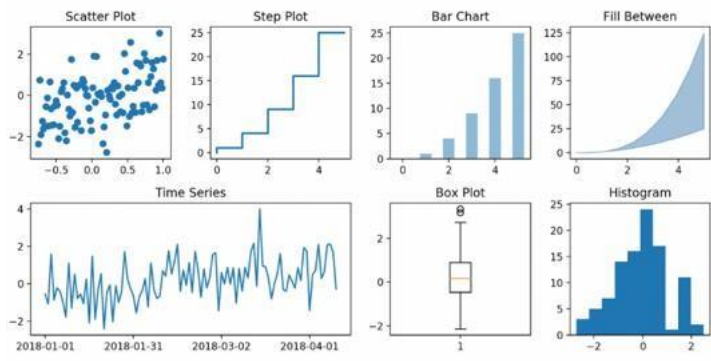 Scatter Plot
2
0
−2
−0.5 0.0 0.5 1.0
Step Plot
25
20
15
10
5
0
0 2 4
Bar Chart
25
20
15
10
5
0
0 2 4
Fill Between
125
100
75
50
25
0
0 2 4
Time Series
4
2
0
−2
2018-01-01 2018-01-31 2018-03-02 2018-04-01
Box Plot
2
0
−2
1
Histogram
25
20
15
10
5
0
−2 0 2